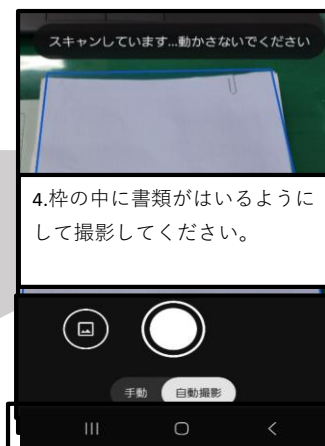 スキャンしています...動かさないでください
4.枠の中に書類がはいるように
して撮影してください。
手動 自動撮影